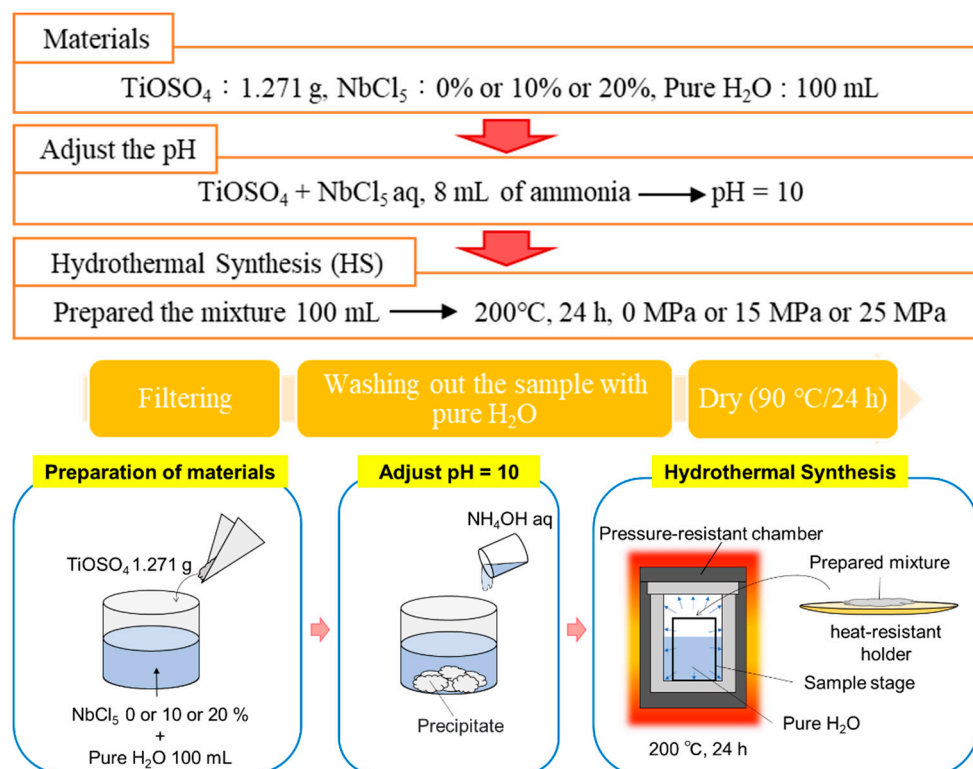 Materials
TiOSO₄ : 1.271 g, NbCl₅ : 0% or 10% or 20%, Pure H₂O : 100 mL
Adjust the pH
TiOSO₄ + NbCl₅ aq, 8 mL of ammonia ⟶ pH = 10
Hydrothermal Synthesis (HS)
Prepared the mixture 100 mL ⟶ 200℃, 24 h, 0 MPa or 15 MPa or 25 MPa
Filtering
Washing out the sample with
pure H₂O
Dry (90 ℃/24 h)
Preparation of materials
TiOSO₄ 1.271 g
NbCl₅ 0 or 10 or 20 %
+
Pure H₂O 100 mL
Adjust pH = 10
NH₄OH aq
Precipitate
Hydrothermal Synthesis
Pressure-resistant chamber
Prepared mixture
heat-resistant
holder
Sample stage
Pure H₂O
200 ℃, 24 h